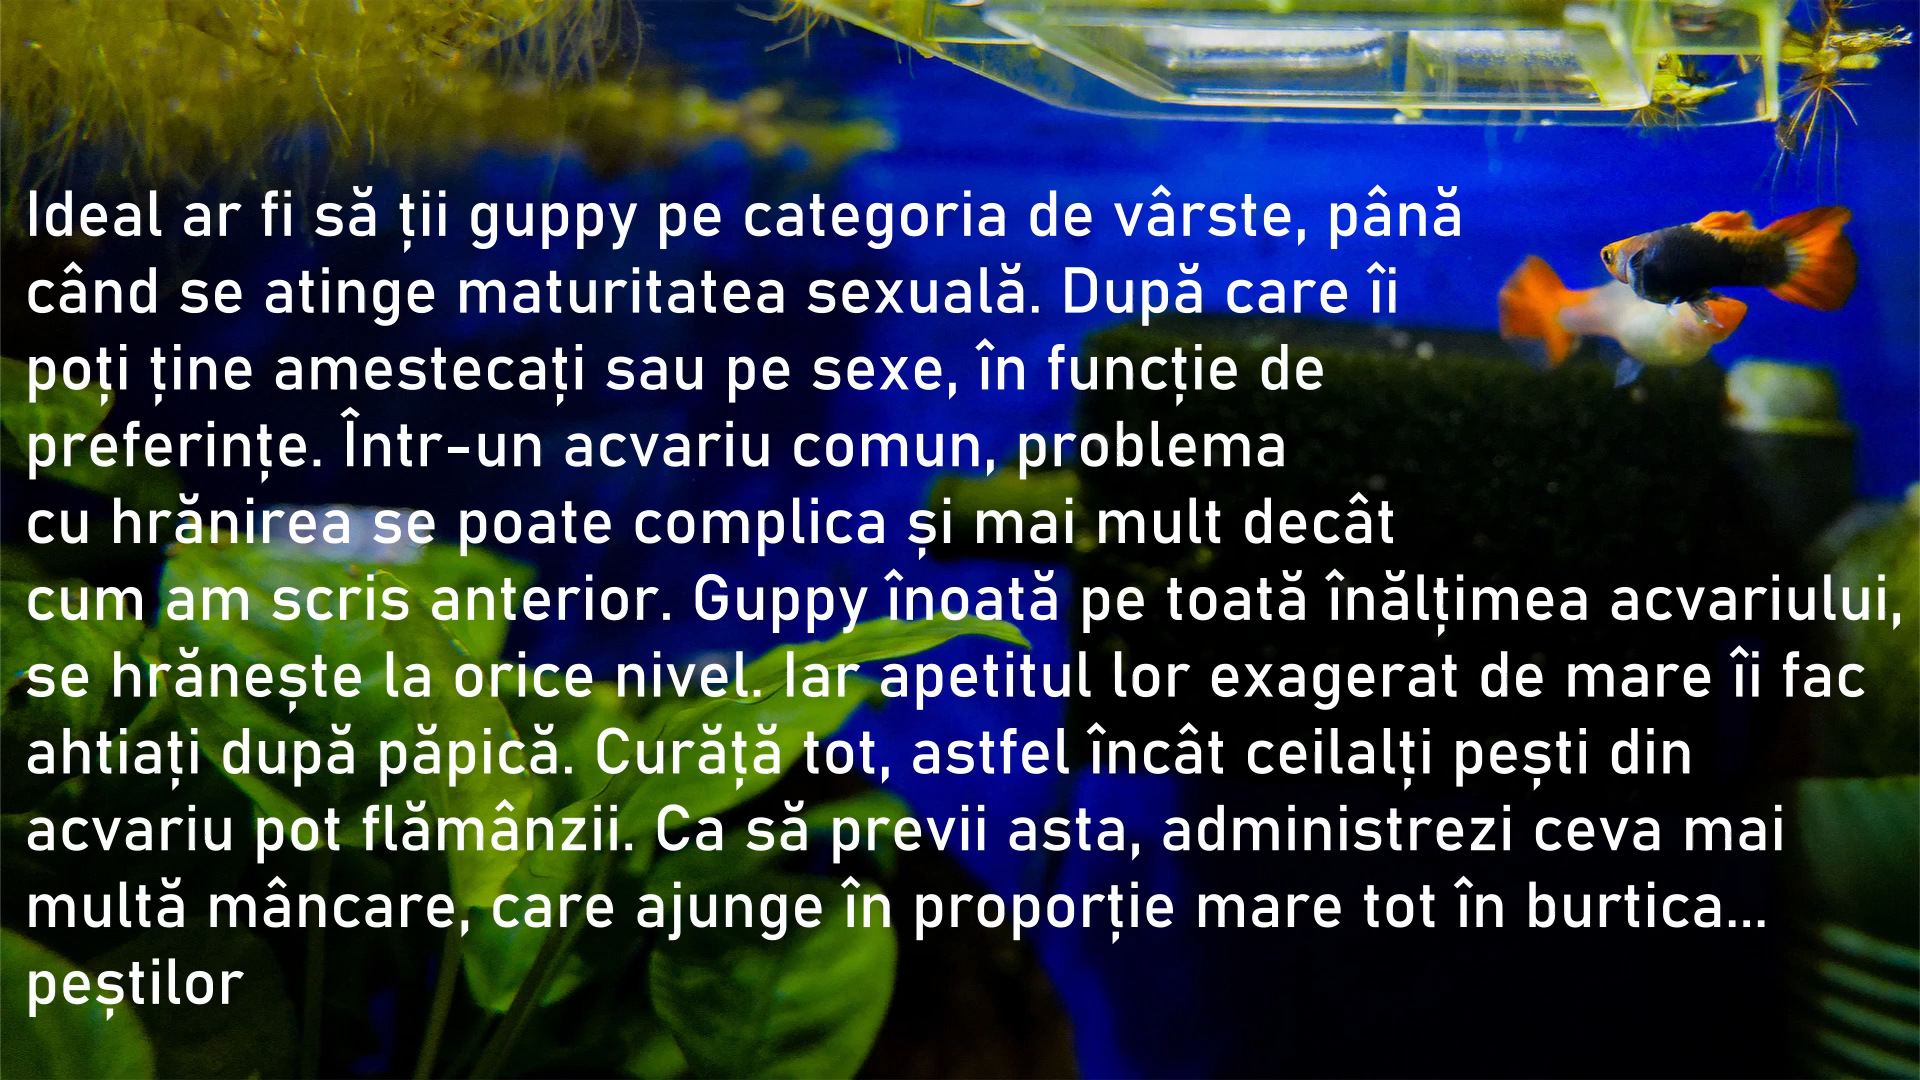 Ideal ar fi să ții guppy pe categoria de vârste, până
când se atinge maturitatea sexuală. După care îi
poți ține amestecați sau pe sexe, în funcție de
preferințe. Într-un acvariu comun, problema
cu hrănirea se poate complica și mai mult decât
cum am scris anterior. Guppy înoată pe toată înălțimea acvariului,
se hrănește la orice nivel. Iar apetitul lor exagerat de mare îi fac
ahtiați după păpică. Curăță tot, astfel încât ceilalți pești din
acvariu pot flămânzii. Ca să previi asta, administrezi ceva mai
multă mâncare, care ajunge în proporție mare tot în burtica...
peștilor